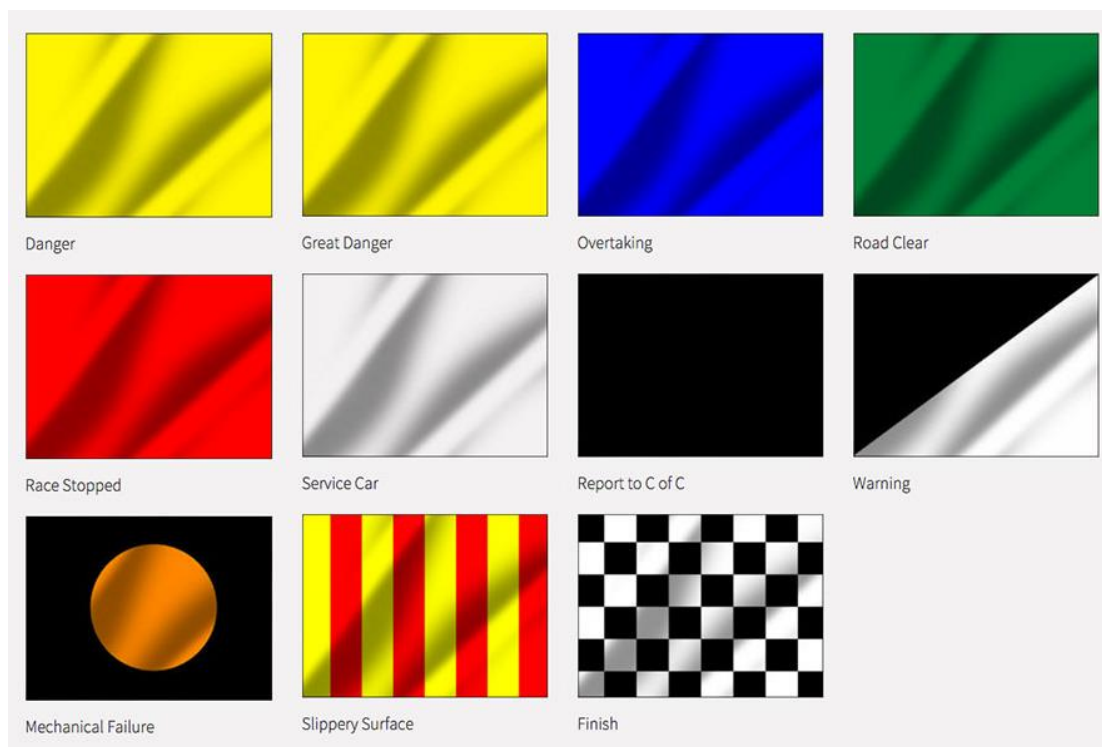 Danger
Great Danger
Overtaking
Road Clear
Race Stopped
Service Car
Report to C of C
Warning
Mechanical Failure
Slippery Surface
Finish